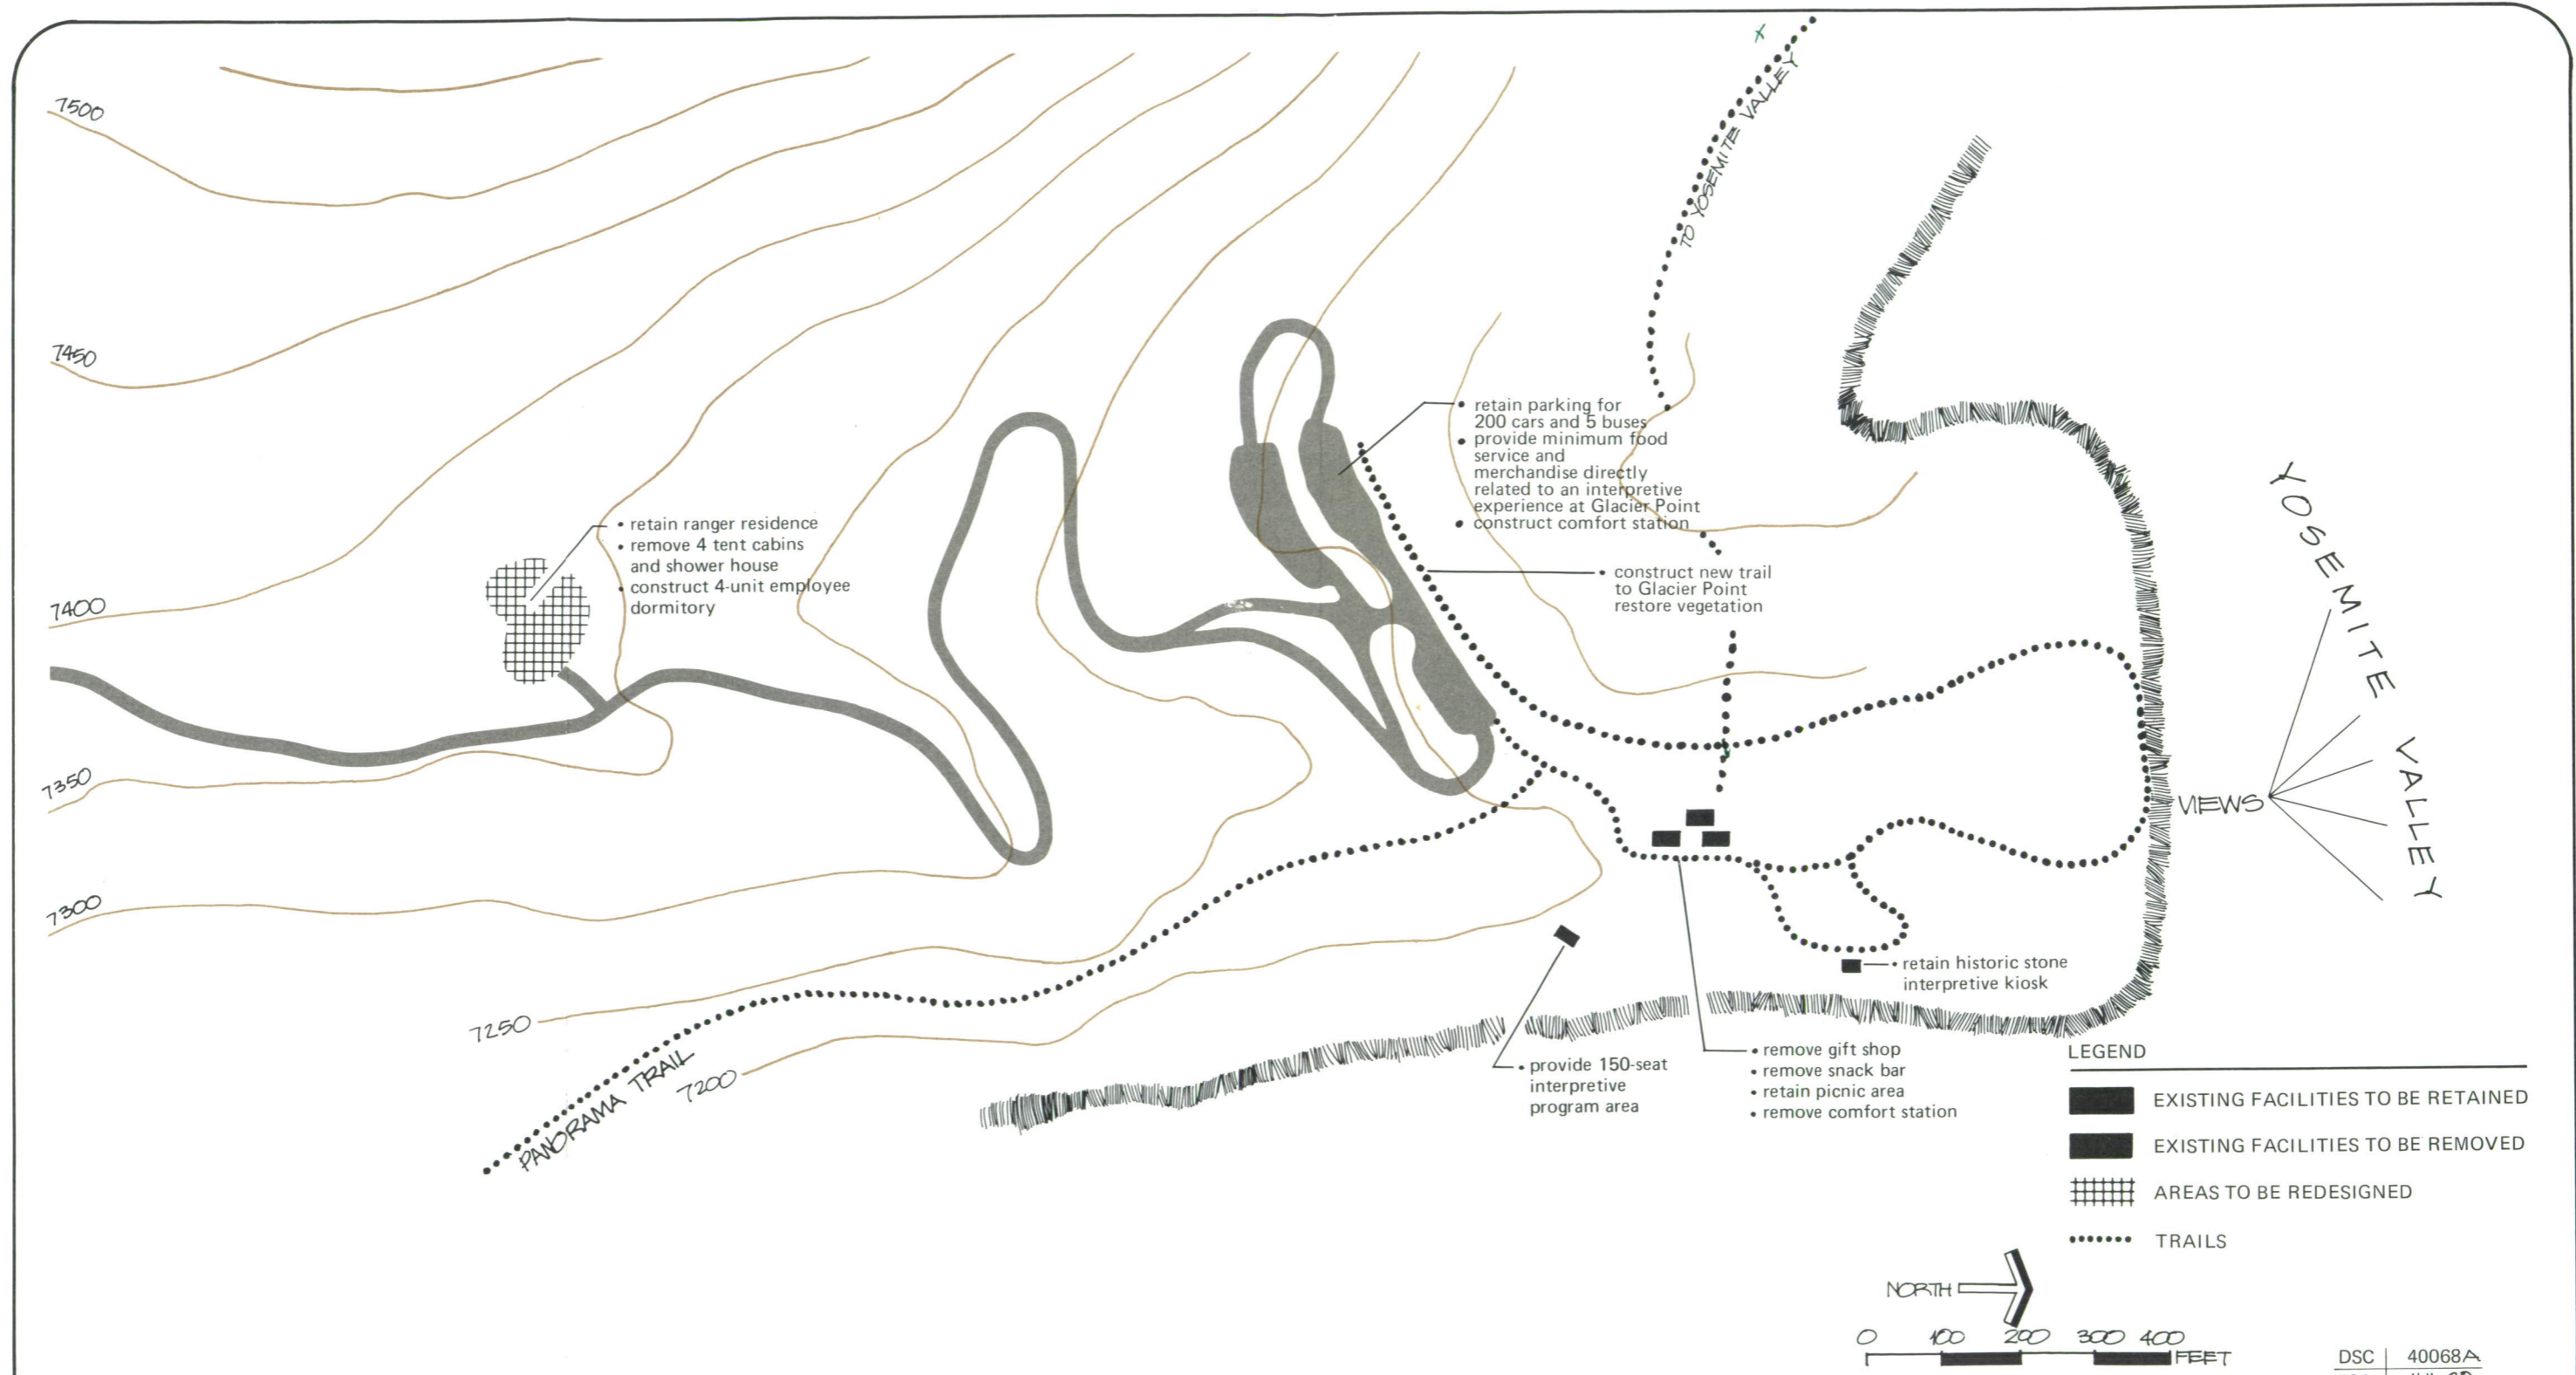 7500
7450
7400
7350
7300
7250
7200
TO YOSEMITE VALLEY
• retain parking for
200 cars and 5 buses
• provide minimum food
service and
merchandise directly
related to an interpretive
experience at Glacier Point
• construct comfort station
• retain ranger residence
• remove 4 tent cabins
and shower house
• construct 4-unit employee
dormitory
• construct new trail
to Glacier Point
restore vegetation
YOSEMITE VALLEY
VIEWS
• retain historic stone
interpretive kiosk
PANORAMA TRAIL
• provide 150-seat
interpretive
program area
• remove gift shop
• remove snack bar
• retain picnic area
• remove comfort station
LEGEND
EXISTING FACILITIES TO BE RETAINED
EXISTING FACILITIES TO BE REMOVED
AREAS TO BE REDESIGNED
TRAILS
NORTH
0 100 200 300 400
FEET
DSC 40068A